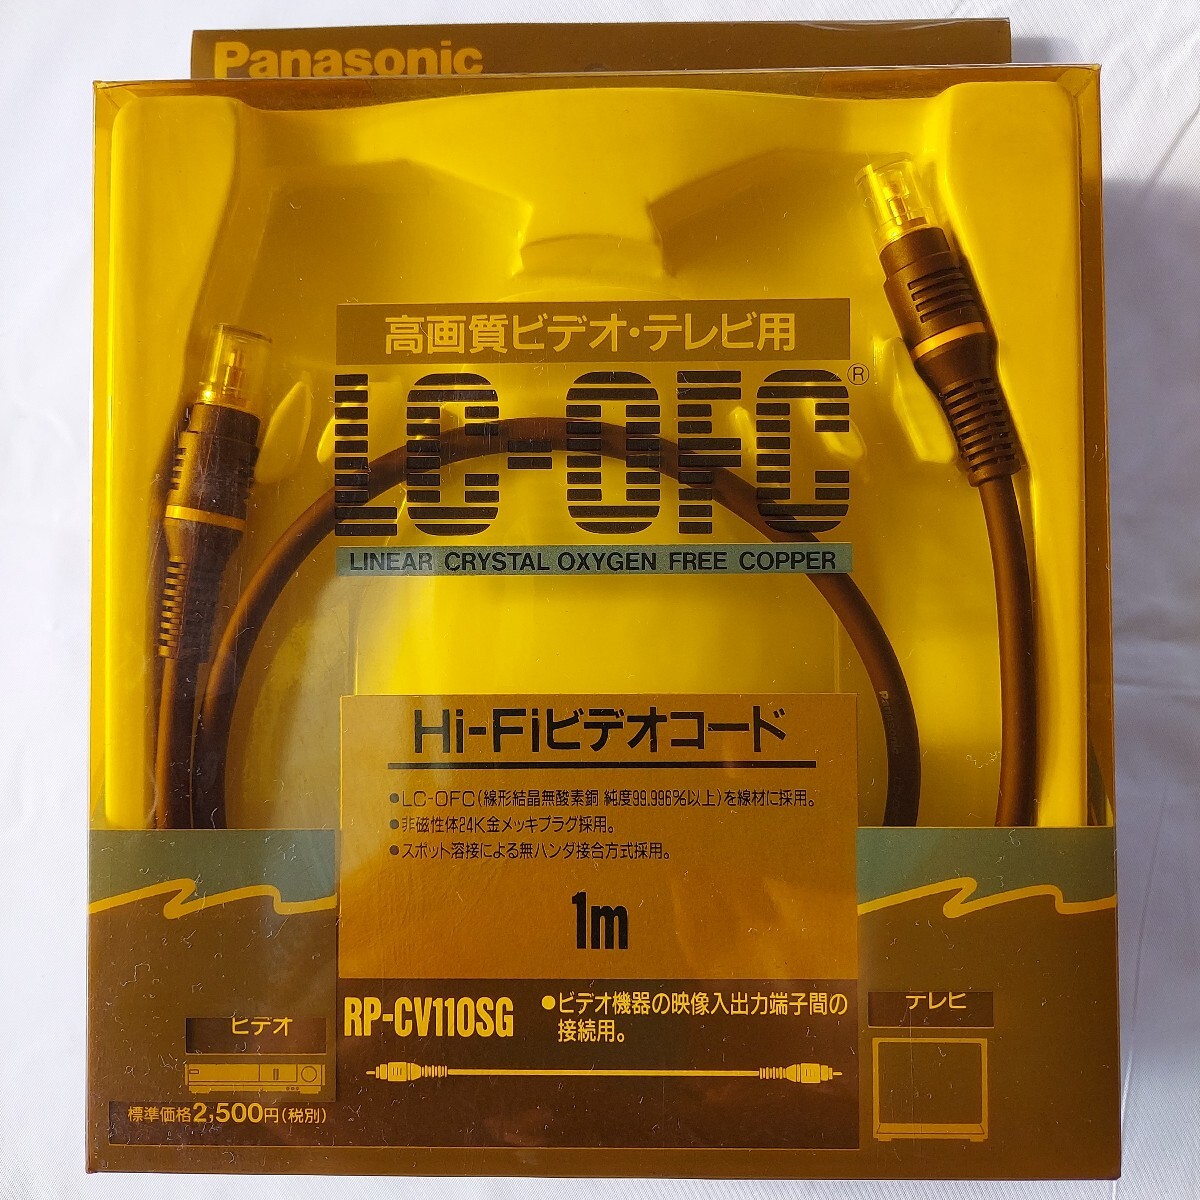 Panasonic
高画質ビデオ・テレビ用
LC-OFC®
LINEAR CRYSTAL OXYGEN FREE COPPER
Panasonic
Hi-Fiビデオコード
●LC-OFC(線形結晶無酸素銅 純度99.996%以上)を線材に採用。
●非磁性体24K金メッキプラグ採用。
●スポット溶接による無ハンダ接合方式採用。
1m
RP-CV110SG
●ビデオ機器の映像入出力端子間の
接続用。
ビデオ
テレビ
標準価格2,500円(税別)